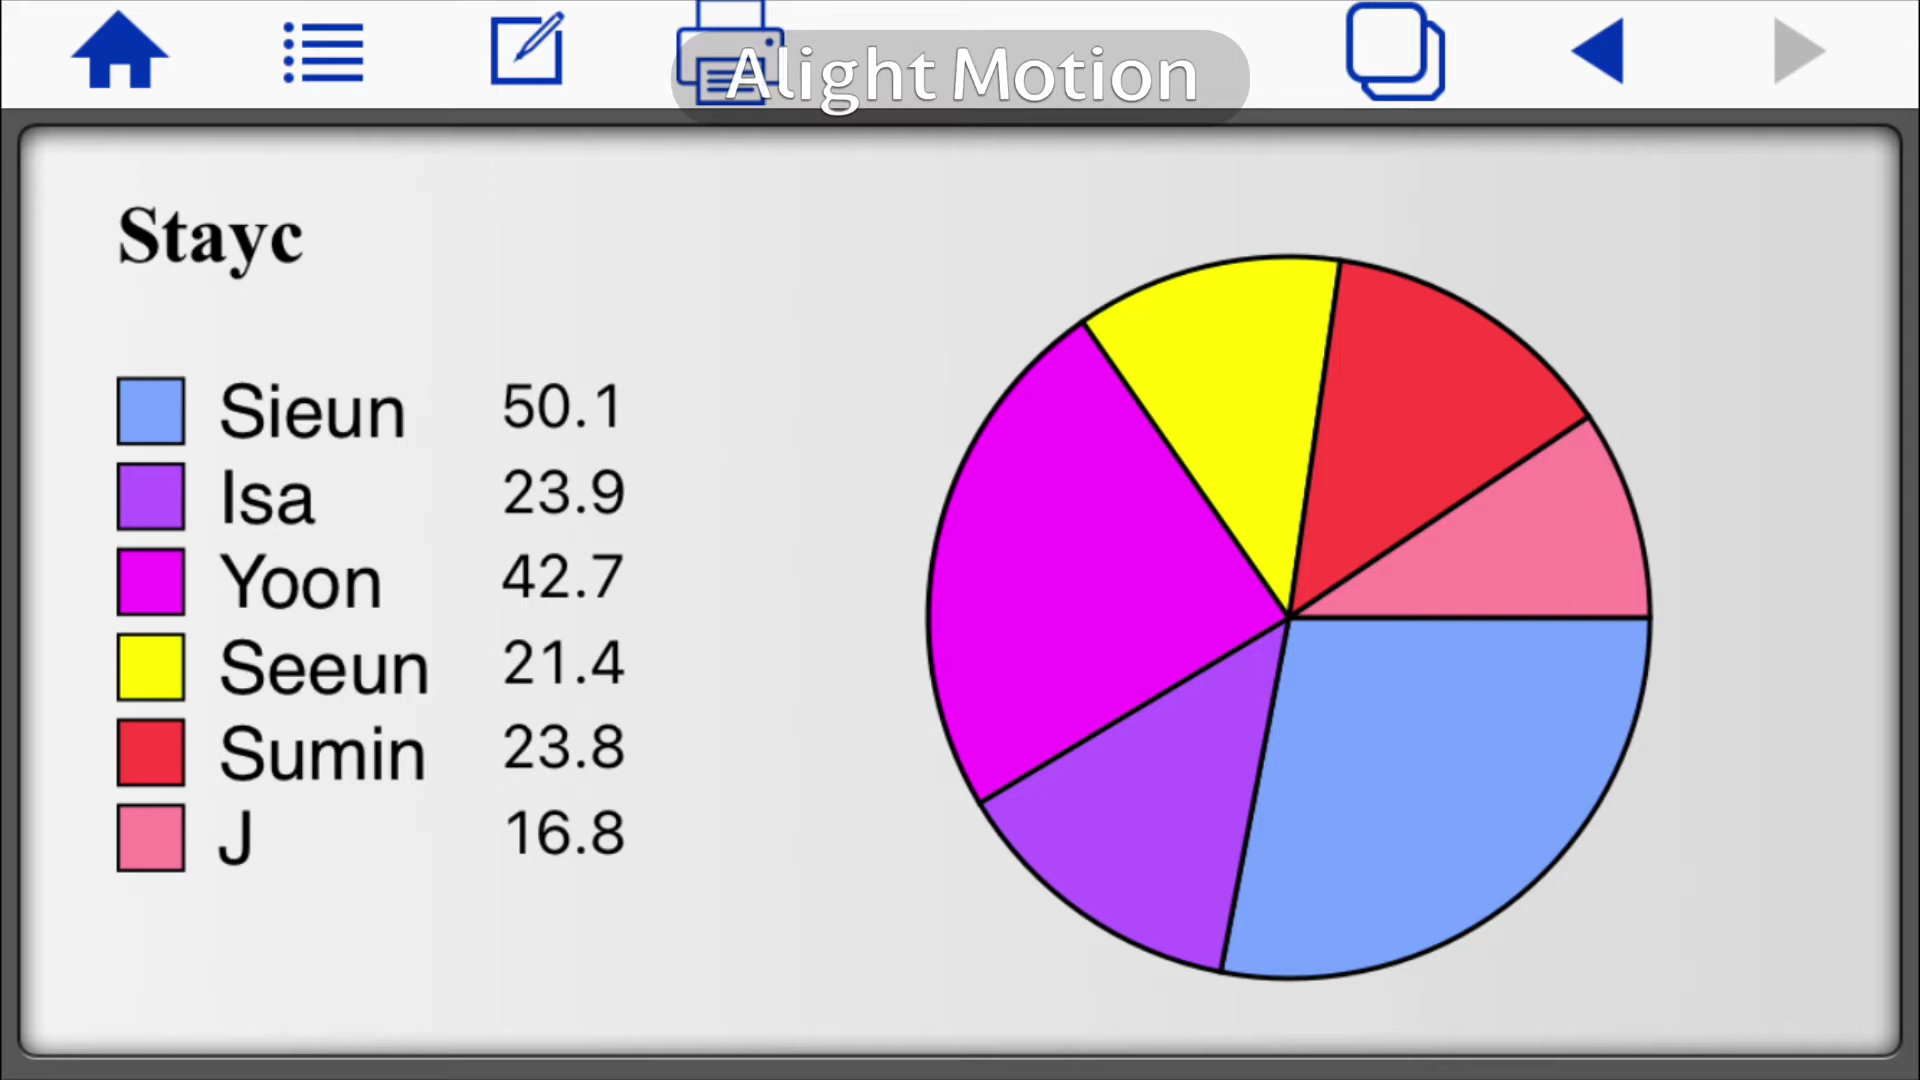 Alight Motion
Stayc
Sieun 50.1
Isa 23.9
Yoon 42.7
Seeun 21.4
Sumin 23.8
J 16.8